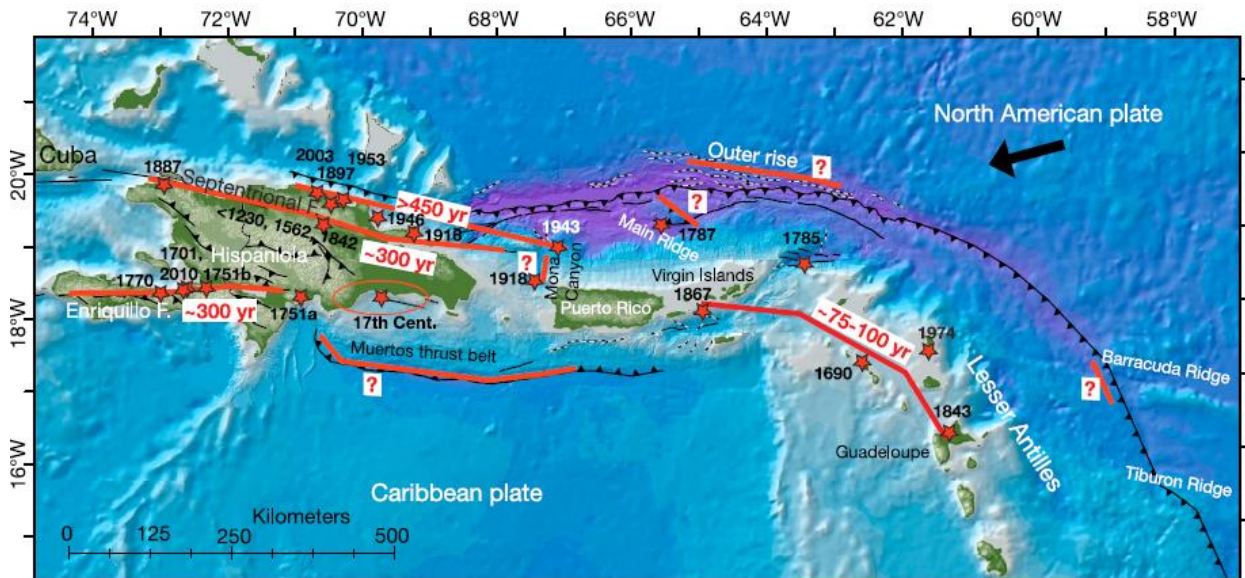 74°W 72°W 70°W 68°W 66°W 64°W 62°W 60°W 58°W
North American plate
20°W
18°W
16°W
Cuba
1887
2003
1953
1897
Septentrional F.
>450 yr
Outer rise
?
?
<1230, 1562, 1842
1946
1918
1943
Main Ridge
1787
1785
~300 yr
?
Hispaniola
1701,
1770
2010
1751b
1918
Mona
Canyon
Virgin Islands
1867
Puerto Rico
Enriquillo F.
~300 yr
1751a
17th Cent.
~75-100 yr
1974
Muertos thrust belt
?
1690
Lesser Antilles
Barracuda Ridge
?
1843
Guadeloupe
Tiburon Ridge
Caribbean plate
Kilometers
0 125 250 500